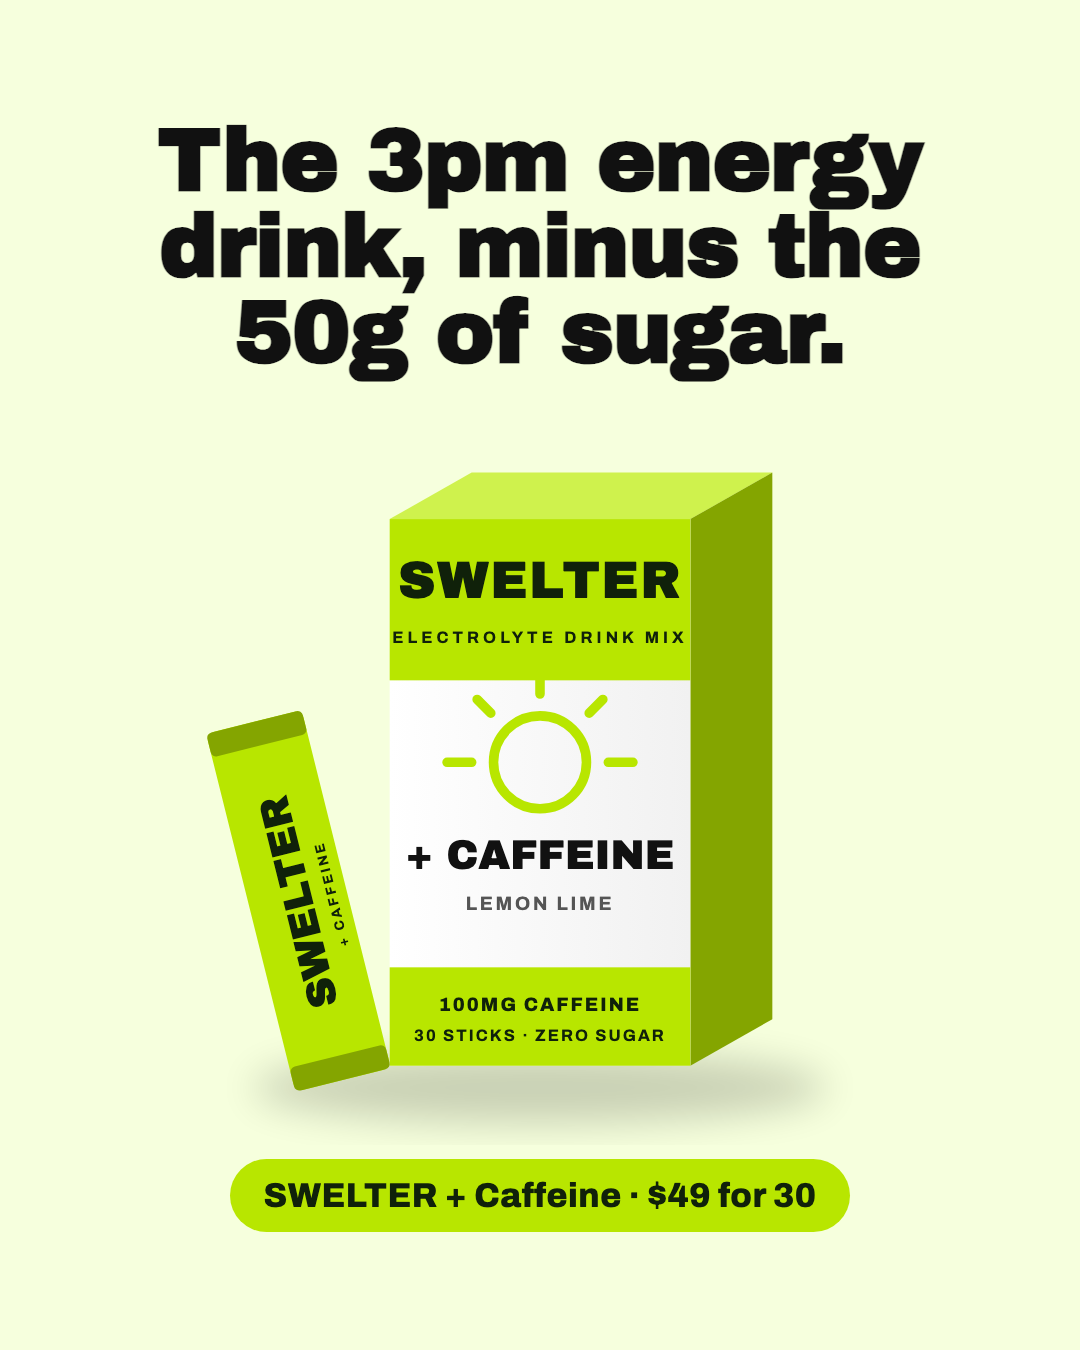 The 3pm energy
drink, minus the
50g of sugar.
SWELTER
ELECTROLYTE DRINK MIX
+ CAFFEINE
LEMON LIME
100MG CAFFEINE
30 STICKS · ZERO SUGAR
SWELTER
+ CAFFEINE
SWELTER + Caffeine · $49 for 30